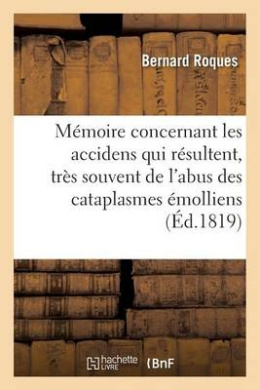 Bernard Roques
Mémoire concernant les accidens qui
résultent, très souvent de l'abus des
cataplasmes émolliens
(Éd.1819)
hachette
LIVRE
{BnF